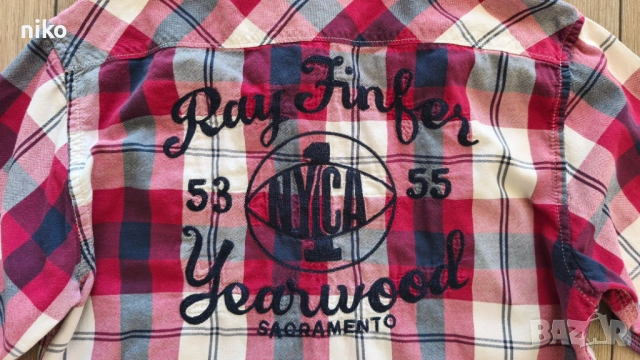 niko
Ray Finfer
1
53 NYCA 55
Yearwood
SACRAMENTO
BAZAR